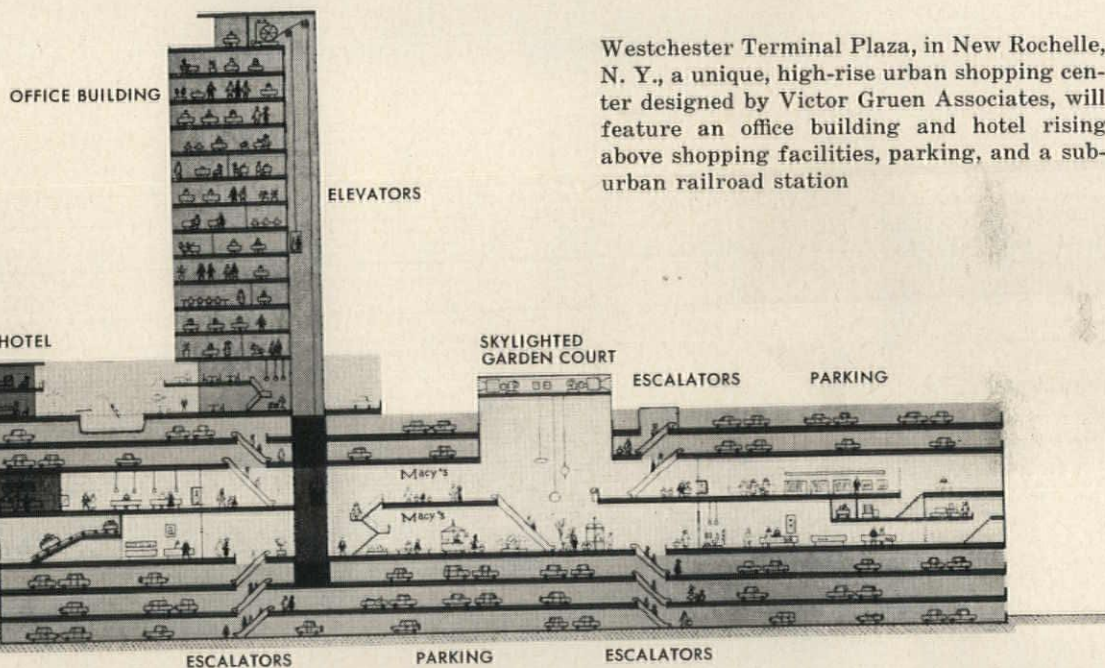 Westchester Terminal Plaza, in New Rochelle,
N. Y., a unique, high-rise urban shopping cen-
ter designed by Victor Gruen Associates, will
feature an office building and hotel rising
above shopping facilities, parking, and a sub-
urban railroad station
OFFICE BUILDING
ELEVATORS
HOTEL
SKYLIGHTED
GARDEN COURT
ESCALATORS
PARKING
Macy's
Macy's
ESCALATORS
PARKING
ESCALATORS